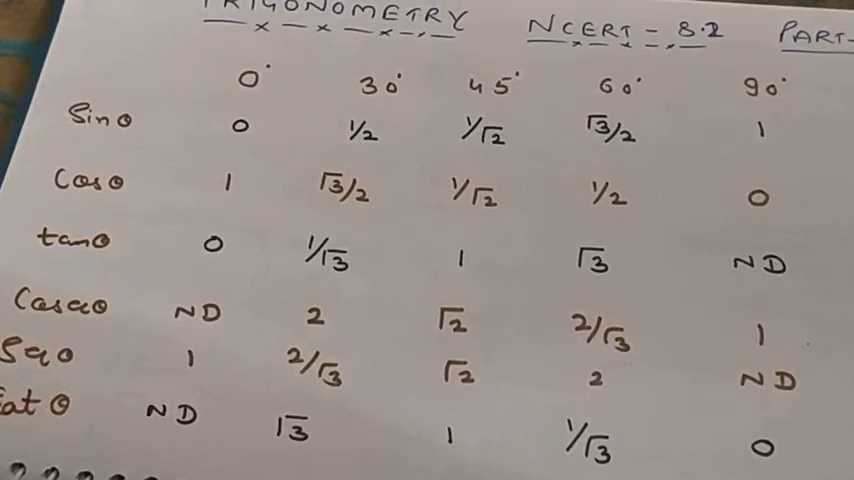 TRIGONOMETRY NCERT - 8.2 PART-
0° 30° 45° 60° 90°
Sinθ 0 1/2 1/√2 √3/2 1
Cosθ 1 √3/2 1/√2 1/2 0
tanθ 0 1/√3 1 √3 ND
Cosecθ ND 2 √2 2/√3 1
Secθ 1 2/√3 √2 2 ND
Cotθ ND √3 1 1/√3 0